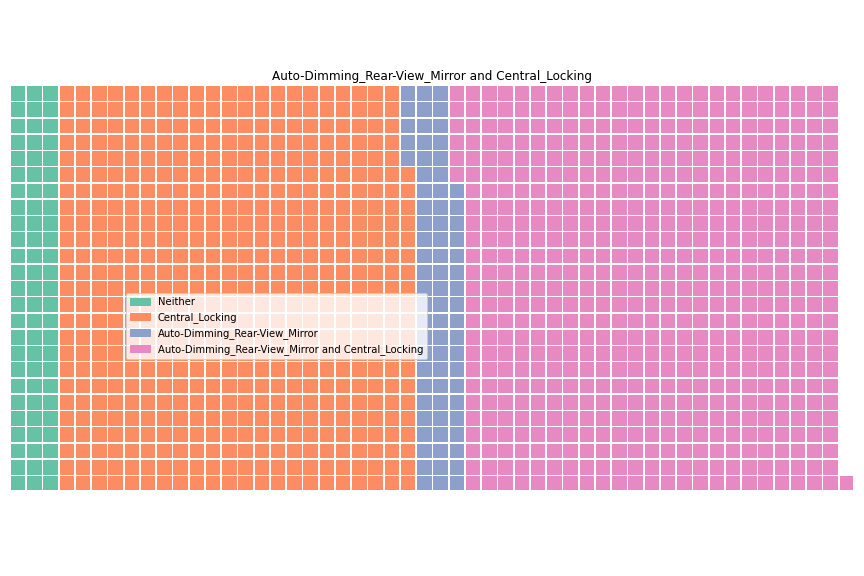 Auto-Dimming_Rear-View_Mirror and Central_Locking
Neither
Central_Locking
Auto-Dimming_Rear-View_Mirror
Auto-Dimming_Rear-View_Mirror and Central_Locking